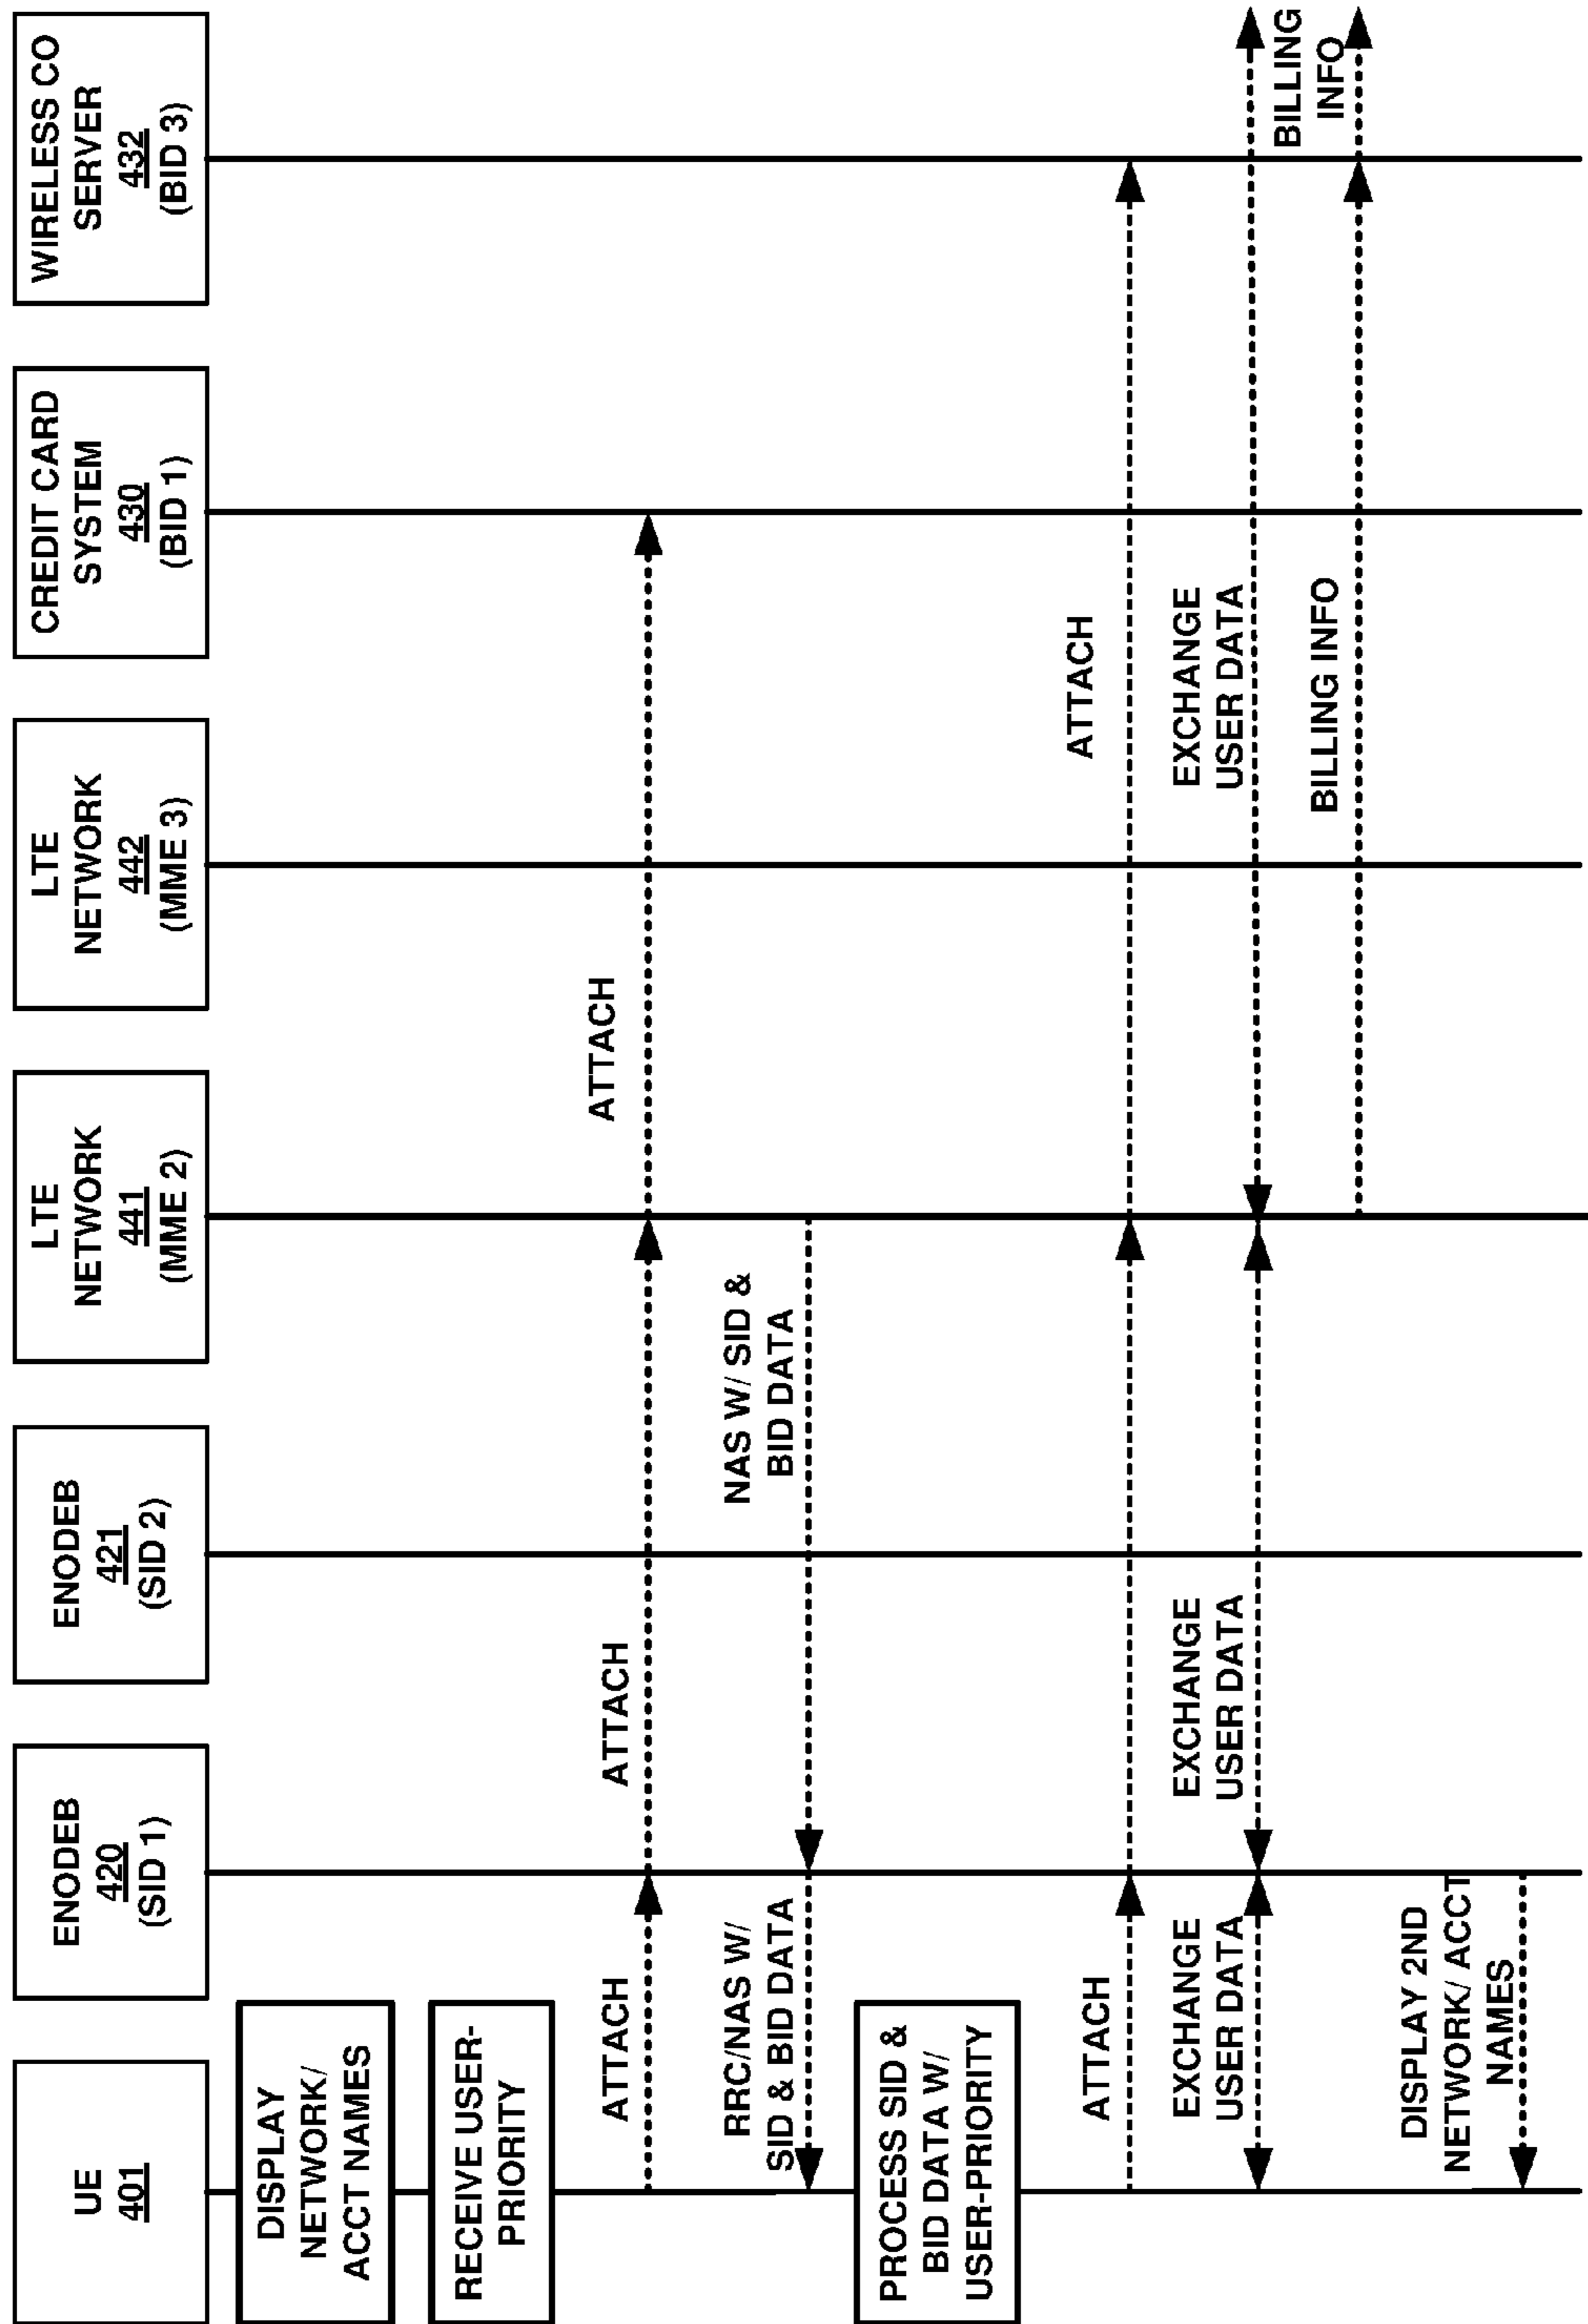 UE
401
ENODEB
420
(SID 1)
ENODEB
421
(SID 2)
LTE
NETWORK
441
(MME 2)
LTE
NETWORK
442
(MME 3)
CREDIT CARD
SYSTEM
430
(BID 1)
WIRELESS CO
SERVER
432
(BID 3)
DISPLAY
NETWORK/
ACCT NAMES
RECEIVE USER-
PRIORITY
ATTACH
ATTACH
ATTACH
RRC/NAS W/
SID & BID DATA
NAS W/ SID &
BID DATA
PROCESS SID &
BID DATA W/
USER-PRIORITY
ATTACH
ATTACH
EXCHANGE
USER DATA
EXCHANGE
USER DATA
EXCHANGE
USER DATA
BILLING
INFO
BILLING INFO
DISPLAY 2ND
NETWORK/ ACCT
NAMES